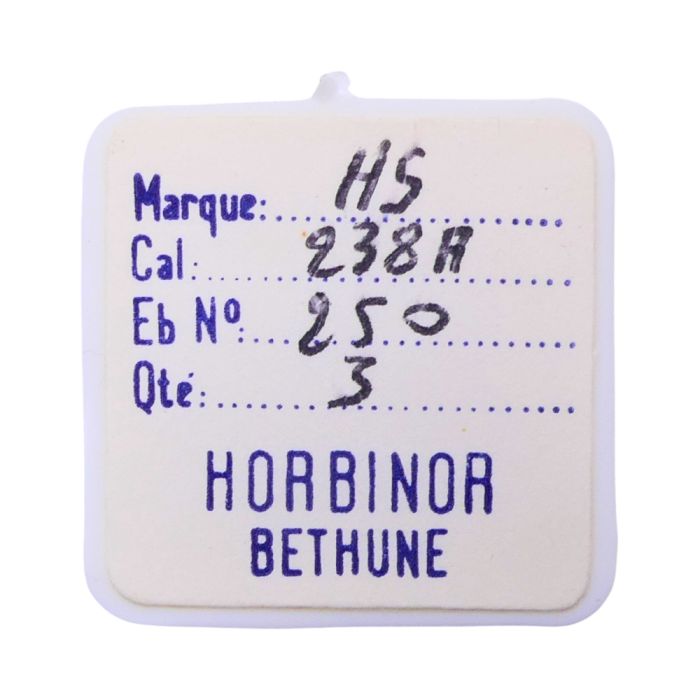 Marque: HS
Cal: 238A
Eb Nº: 250
Qté: 3
HORBINOR
BETHUNE